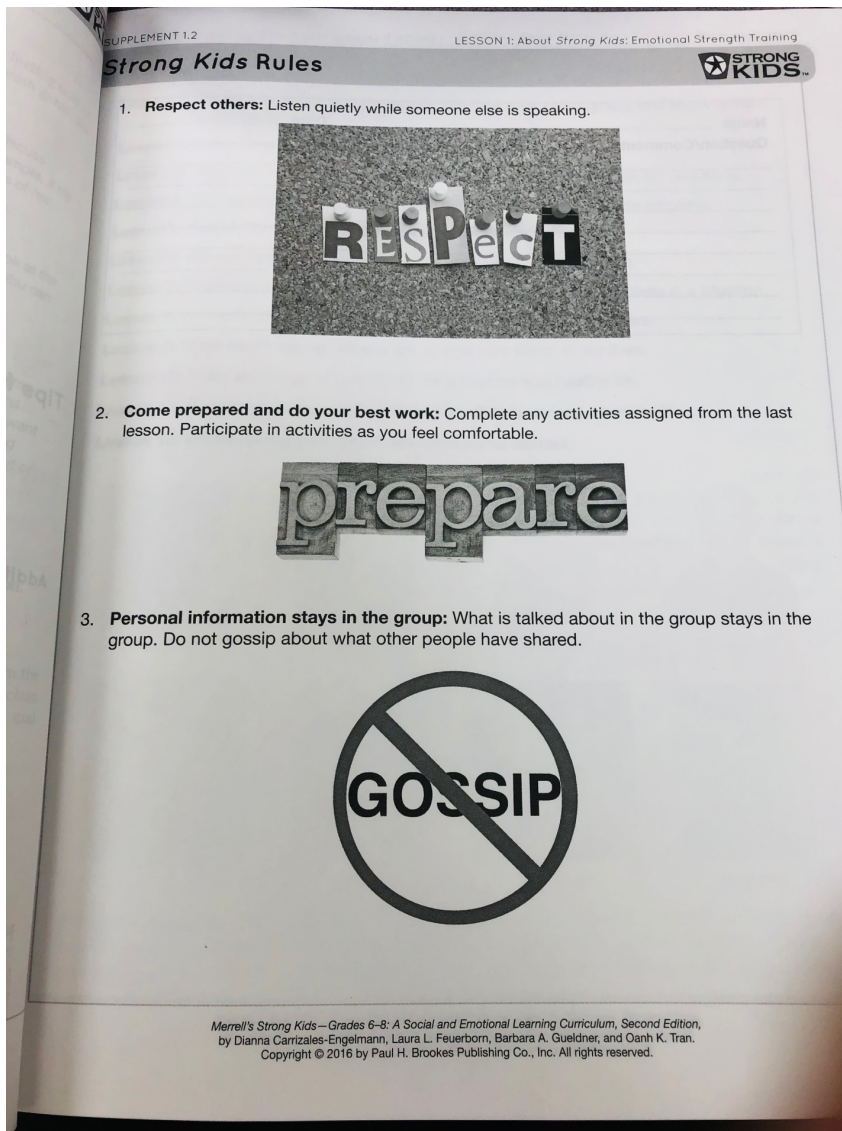 SUPPLEMENT 1.2
LESSON 1: About Strong Kids: Emotional Strength Training
Strong Kids Rules
STRONG
KIDS™
1. Respect others: Listen quietly while someone else is speaking.
RESPecT
2. Come prepared and do your best work: Complete any activities assigned from the last
lesson. Participate in activities as you feel comfortable.
prepare
3. Personal information stays in the group: What is talked about in the group stays in the
group. Do not gossip about what other people have shared.
GOSSIP
Merrell's Strong Kids—Grades 6–8: A Social and Emotional Learning Curriculum, Second Edition,
by Dianna Carrizales-Engelmann, Laura L. Feuerborn, Barbara A. Gueldner, and Oanh K. Tran.
Copyright © 2016 by Paul H. Brookes Publishing Co., Inc. All rights reserved.